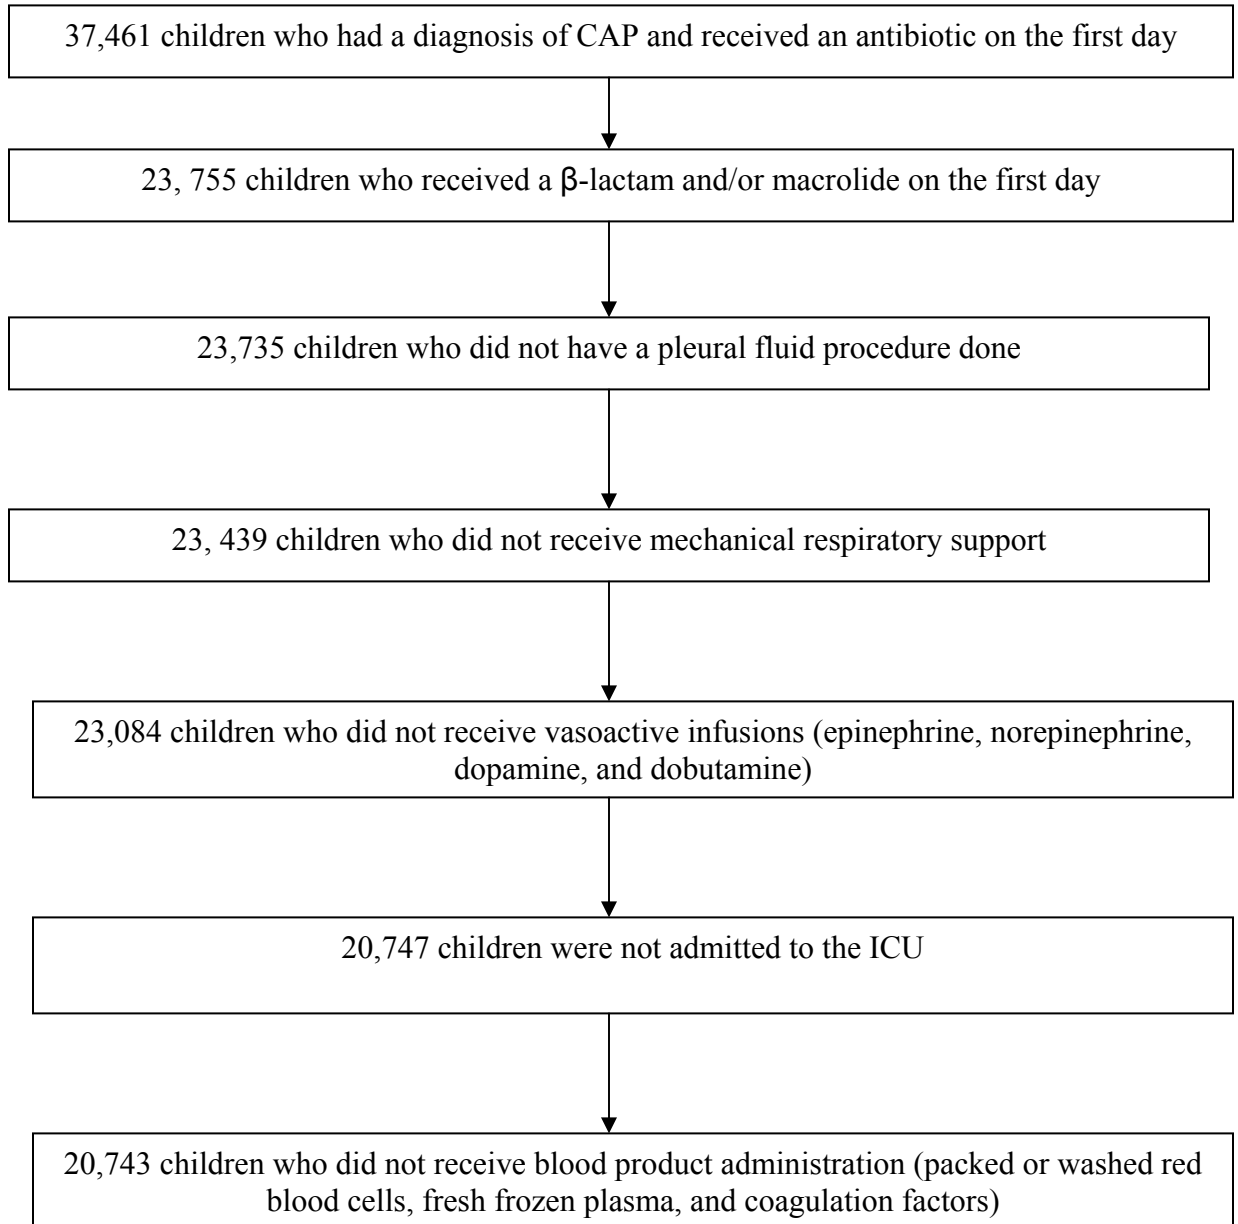 37,461 children who had a diagnosis of CAP and received an antibiotic on the first day
23, 755 children who received a β-lactam and/or macrolide on the first day
23,735 children who did not have a pleural fluid procedure done
23, 439 children who did not receive mechanical respiratory support
23,084 children who did not receive vasoactive infusions (epinephrine, norepinephrine,
dopamine, and dobutamine)
20,747 children were not admitted to the ICU
20,743 children who did not receive blood product administration (packed or washed red
blood cells, fresh frozen plasma, and coagulation factors)